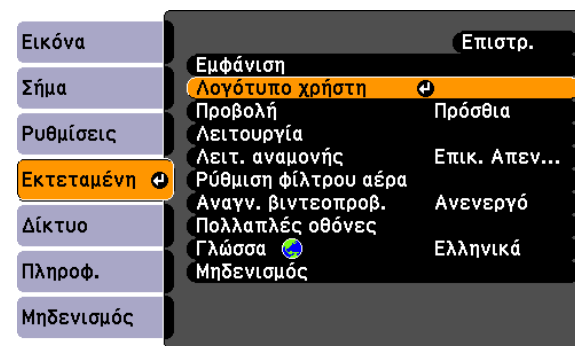 Εικόνα
Σήμα
Ρυθμίσεις
Εκτεταμένη
Δίκτυο
Πληροφ.
Μηδενισμός
Επιστρ.
Εμφάνιση
Λογότυπο χρήστη
Προβολή Πρόσθια
Λειτουργία
Λειτ. αναμονής Επικ. Απεν...
Ρύθμιση φίλτρου αέρα
Αναγν. βιντεοπροβ. Ανενεργό
Πολλαπλές οθόνες
Γλώσσα Ελληνικά
Μηδενισμός